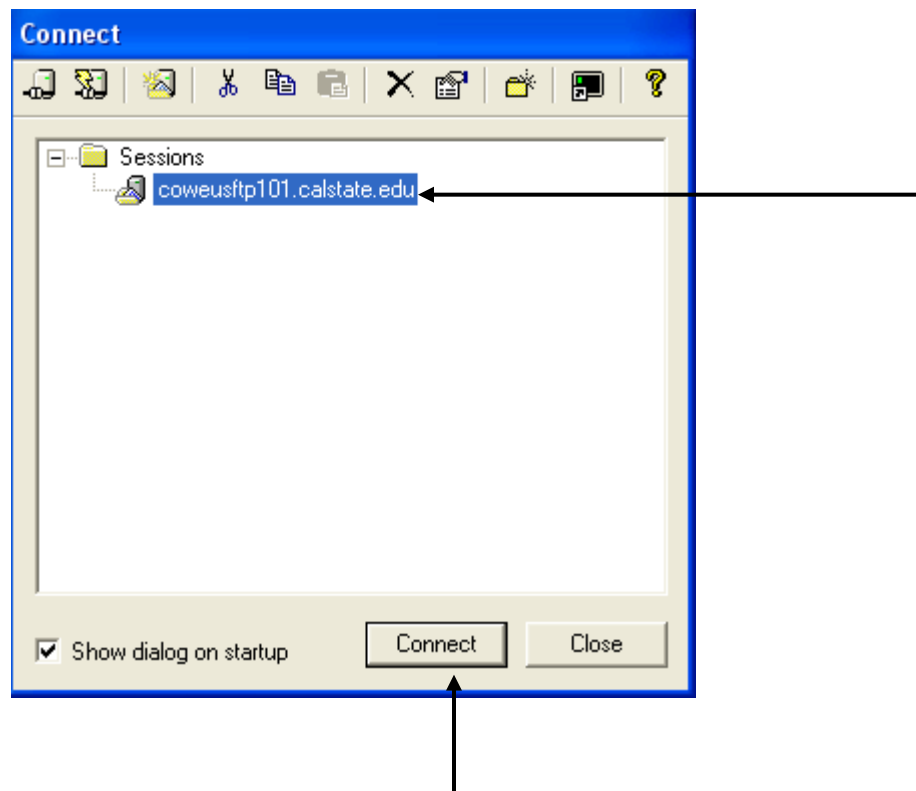 Connect
Sessions
coweusftp101.calstate.edu
Show dialog on startup
Connect
Close